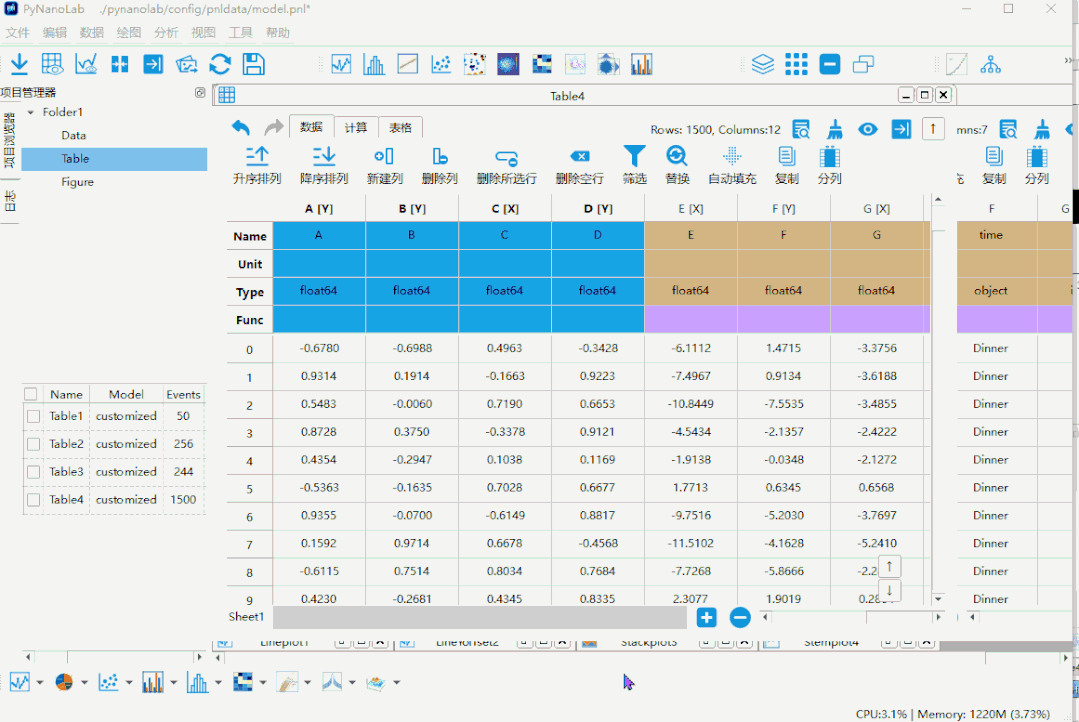 PyNanoLab ./pynanolab/config/pnldata/model.pnl*
文件 编辑 数据 绘图 分析 视图 工具 帮助
项目管理器
项目浏览器
日志
Folder1
Data
Table
Figure
Name Model Events
Table1 customized 50
Table2 customized 256
Table3 customized 244
Table4 customized 1500
Table4
数据 计算 表格
Rows: 1500, Columns:12
mns:7
升序排列 降序排列 新建列 删除列 删除所选行 删除空行 筛选 替换 自动填充 复制 分列
复制 分列
A [Y] B [Y] C [X] D [Y] E [X] F [Y] G [X] F G
Name A B C D E F G time
Unit
Type float64 float64 float64 float64 float64 float64 float64 object
Func
0 -0.6780 -0.6988 0.4963 -0.3428 -6.1112 1.4715 -3.3756 Dinner
1 0.9314 0.1914 -0.1663 0.9223 -7.4967 0.9134 -3.6188 Dinner
2 0.5483 -0.0060 0.7190 0.6653 -10.8449 -7.5535 -3.4855 Dinner
3 0.8728 0.3750 -0.3378 0.9121 -4.5434 -2.1357 -2.4222 Dinner
4 0.4354 -0.2947 0.1038 0.1169 -1.9138 -0.0348 -2.1272 Dinner
5 -0.5363 -0.1635 0.7028 0.6677 1.7713 0.6345 0.6568 Dinner
6 0.9355 -0.0700 -0.6149 0.8817 -9.7516 -5.2030 -3.7697 Dinner
7 0.1592 0.9714 0.6678 -0.4568 -11.5102 -4.1628 -5.2410 Dinner
8 -0.6115 0.7514 0.8034 0.7684 -7.7268 -5.8666 -2.2 Dinner
9 0.4230 -0.2681 0.4345 0.8335 2.3077 1.9019 Dinner
Sheet1
Lineplot1 LineYoffset2 Stackplot3 Stemplot4
CPU:3.1% | Memory: 1220M (3.73%)